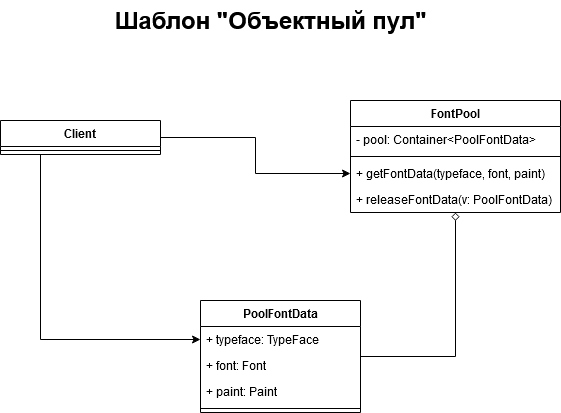 Шаблон "Объектный пул"
Client
FontPool
- pool: Container<PoolFontData>
+ getFontData(typeface, font, paint)
+ releaseFontData(v: PoolFontData)
PoolFontData
+ typeface: TypeFace
+ font: Font
+ paint: Paint